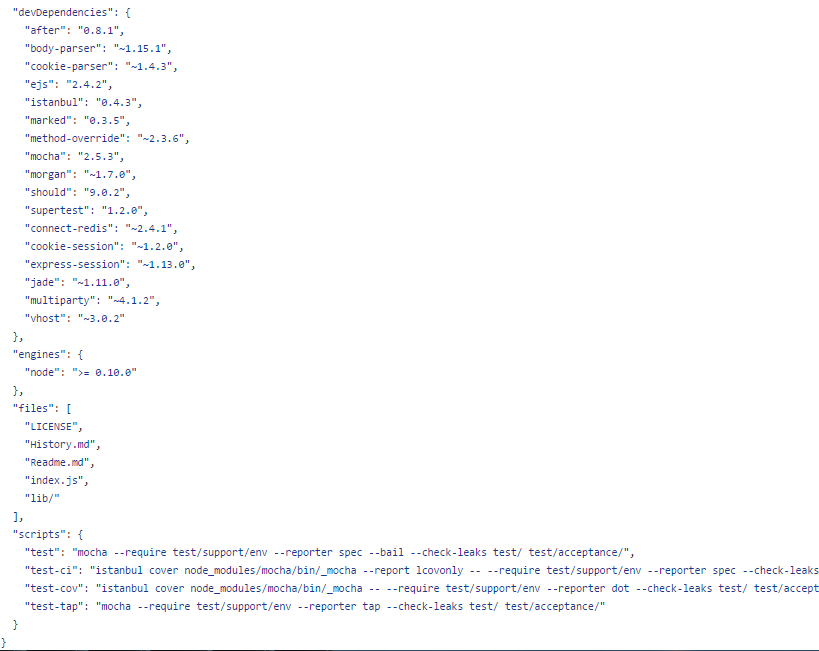 "devDependencies": {
"after": "0.8.1",
"body-parser": "~1.15.1",
"cookie-parser": "~1.4.3",
"ejs": "2.4.2",
"istanbul": "0.4.3",
"marked": "0.3.5",
"method-override": "~2.3.6",
"mocha": "2.5.3",
"morgan": "~1.7.0",
"should": "9.0.2",
"supertest": "1.2.0",
"connect-redis": "~2.4.1",
"cookie-session": "~1.2.0",
"express-session": "~1.13.0",
"jade": "~1.11.0",
"multiparty": "~4.1.2",
"vhost": "~3.0.2"
},
"engines": {
"node": ">= 0.10.0"
},
"files": [
"LICENSE",
"History.md",
"Readme.md",
"index.js",
"lib/"
],
"scripts": {
"test": "mocha --require test/support/env --reporter spec --bail --check-leaks test/ test/acceptance/",
"test-ci": "istanbul cover node_modules/mocha/bin/_mocha --report lcovonly -- --require test/support/env --reporter spec --check-leaks
"test-cov": "istanbul cover node_modules/mocha/bin/_mocha -- --require test/support/env --reporter dot --check-leaks test/ test/accept
"test-tap": "mocha --require test/support/env --reporter tap --check-leaks test/ test/acceptance/"
}
}